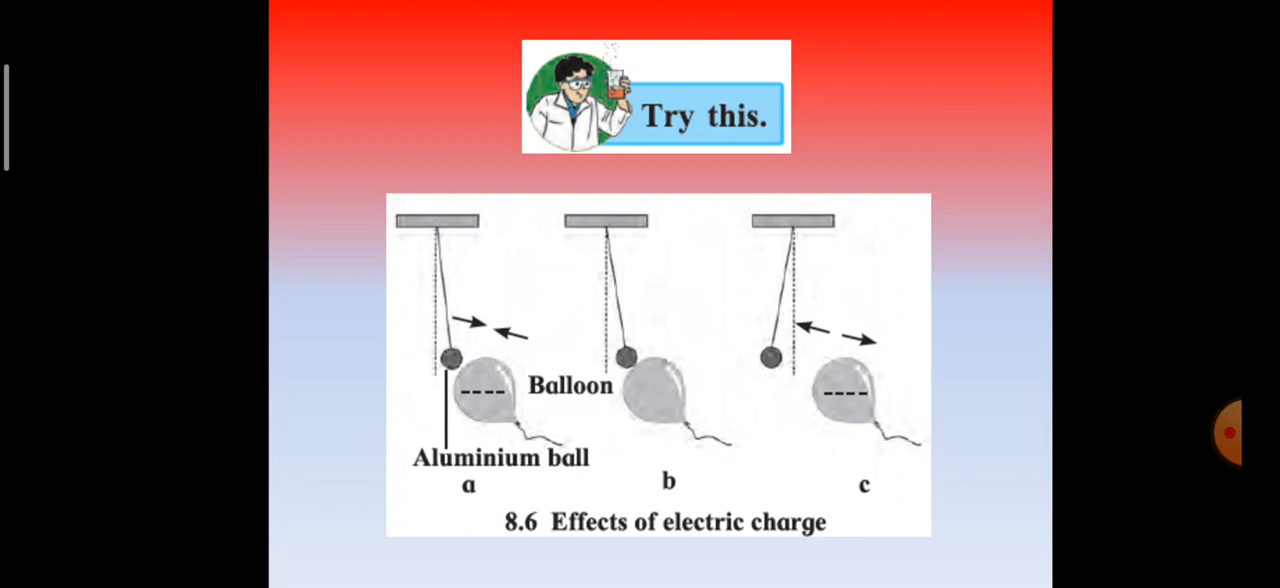 Try this.
Balloon
Aluminium ball
a
b
c
8.6 Effects of electric charge